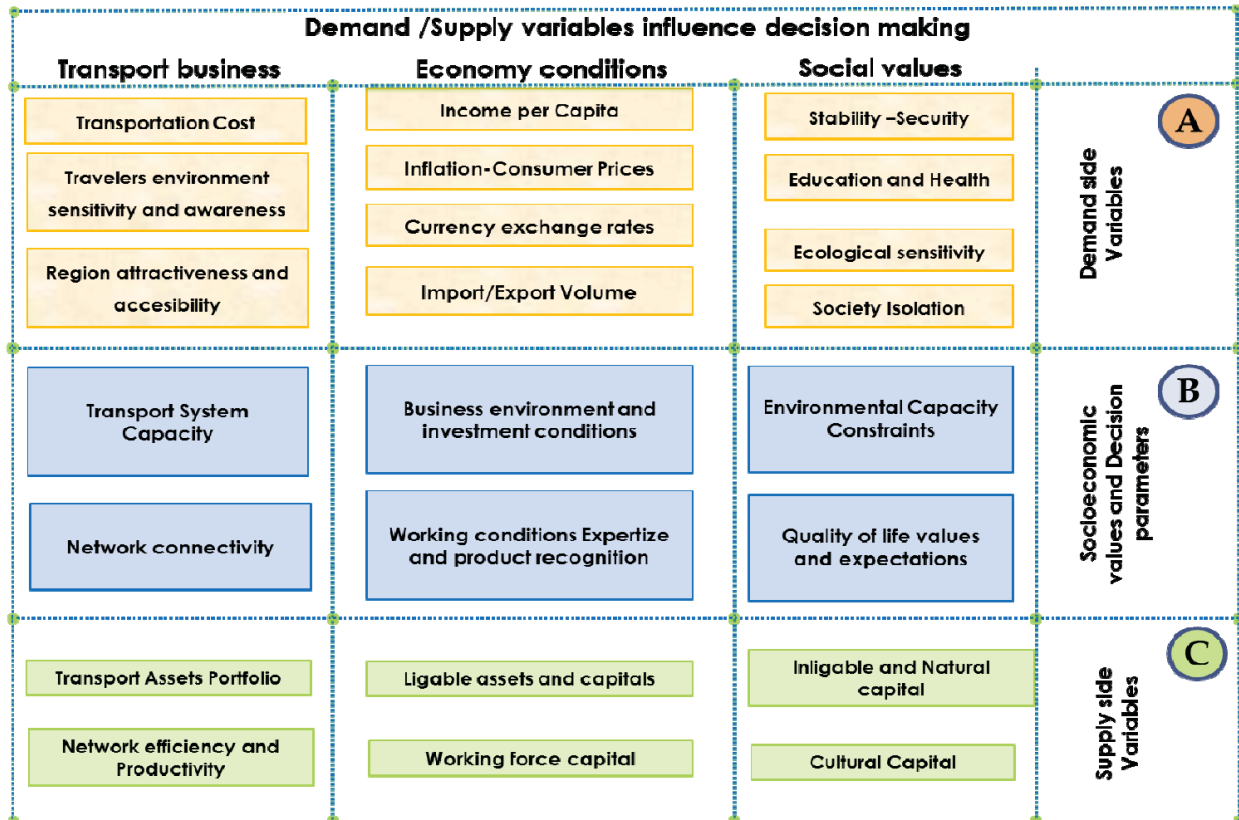 Demand /Supply variables influence decision making
Transport business
Economy conditions
Social values
Transportation Cost
Travelers environment
sensitivity and awareness
Region attractiveness and
accesibility
Income per Capita
Inflation-Consumer Prices
Currency exchange rates
Import/Export Volume
Stability –Security
Education and Health
Ecological sensitivity
Society Isolation
A
Demand side
Variables
Transport System
Capacity
Network connectivity
Business environment and
investment conditions
Working conditions Expertize
and product recognition
Environmental Capacity
Constraints
Quality of life values
and expectations
B
Socioeconomic
values and Decision
parameters
Transport Assets Portfolio
Network efficiency and
Productivity
Ligable assets and capitals
Working force capital
Inligable and Natural
capital
Cultural Capital
C
Supply side
Variables